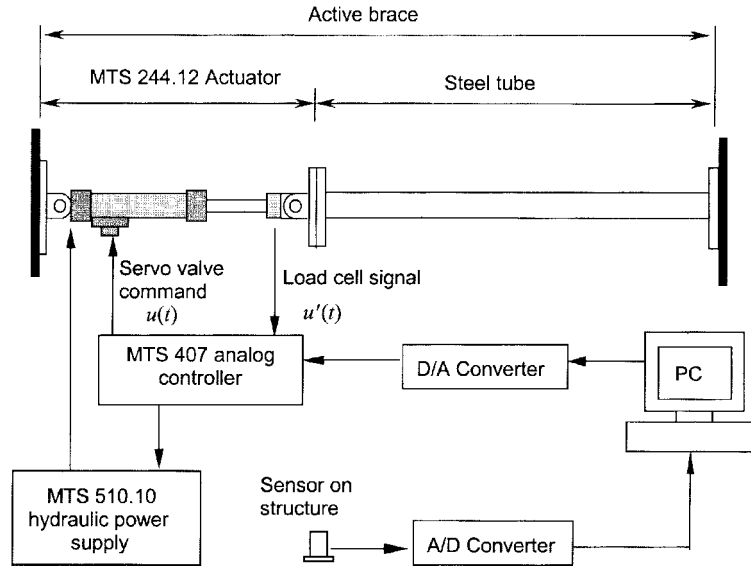 Active brace
MTS 244.12 Actuator
Steel tube
Servo valve
command
u(t)
Load cell signal
u'(t)
MTS 407 analog
controller
D/A Converter
PC
MTS 510.10
hydraulic power
supply
Sensor on
structure
A/D Converter